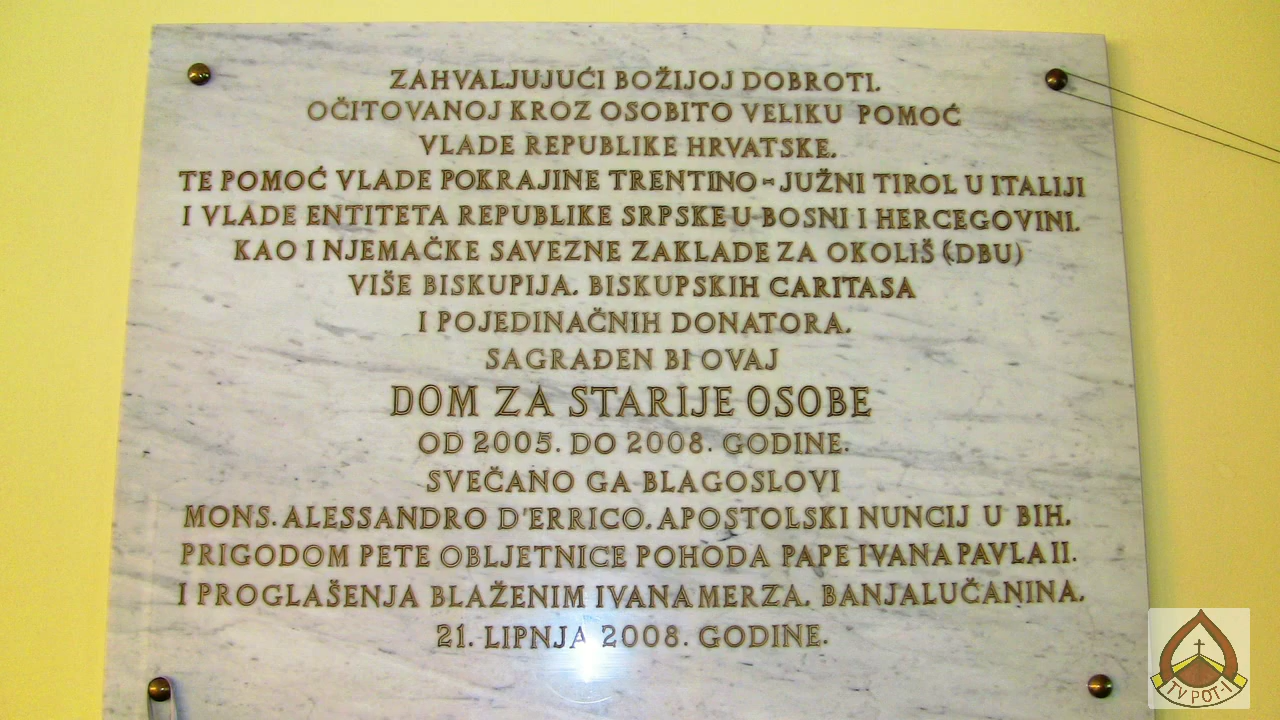 ZAHVALJUJUĆI BOŽIJOJ DOBROTI.
OČITOVANOJ KROZ OSOBITO VELIKU POMOĆ
VLADE REPUBLIKE HRVATSKE.
TE POMOĆ VLADE POKRAJINE TRENTINO - JUŽNI TIROL U ITALIJI
I VLADE ENTITETA REPUBLIKE SRPSKE U BOSNI I HERCEGOVINI.
KAO I NJEMAČKE SAVEZNE ZAKLADE ZA OKOLIŠ (DBU)
VIŠE BISKUPIJA. BISKUPSKIH CARITASA
I POJEDINAČNIH DONATORA.
SAGRAĐEN BI OVAJ
DOM ZA STARIJE OSOBE
OD 2005. DO 2008. GODINE.
SVEČANO GA BLAGOSLOVI
MONS. ALESSANDRO D'ERRICO. APOSTOLSKI NUNCIJ U BIH.
PRIGODOM PETE OBLJETNICE POHODA PAPE IVANA PAVLA II.
I PROGLAŠENJA BLAŽENIM IVANA MERZA. BANJALUČANINA.
21. LIPNJA 2008. GODINE.
TV POT-I